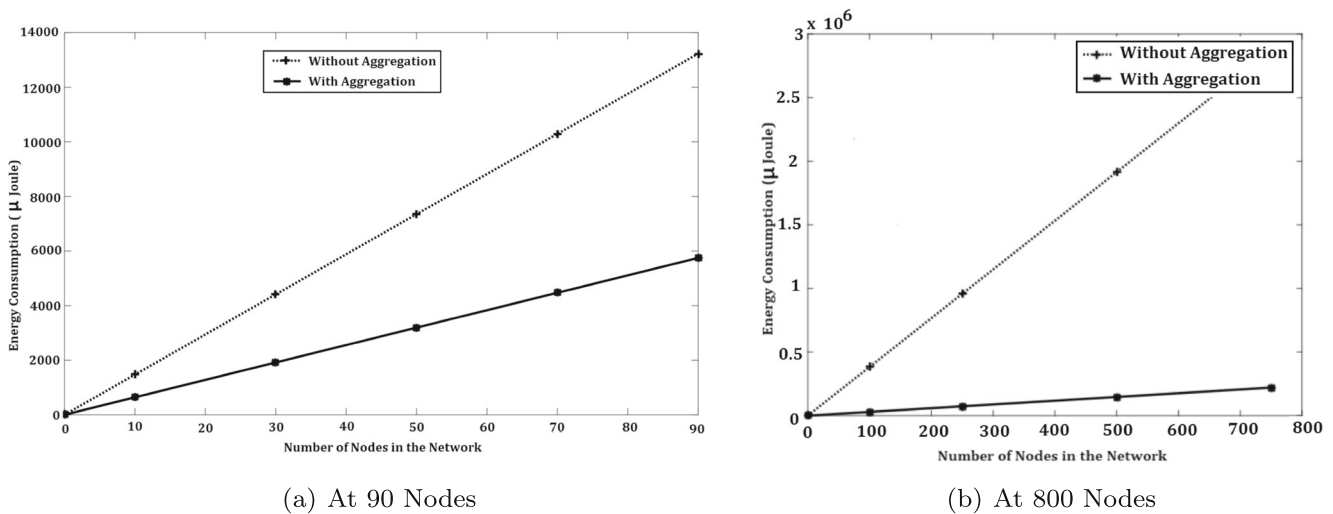 14000
12000
10000
8000
6000
4000
2000
0
Energy Consumption ( μ Joule)
Without Aggregation
With Aggregation
0 10 20 30 40 50 60 70 80 90
Number of Nodes in the Network
(a) At 90 Nodes
x 10^6
3
2.5
2
1.5
1
0.5
0
Energy Consumption (μ Joule)
Without Aggregation
With Aggregation
0 100 200 300 400 500 600 700 800
Number of Nodes in the Network
(b) At 800 Nodes